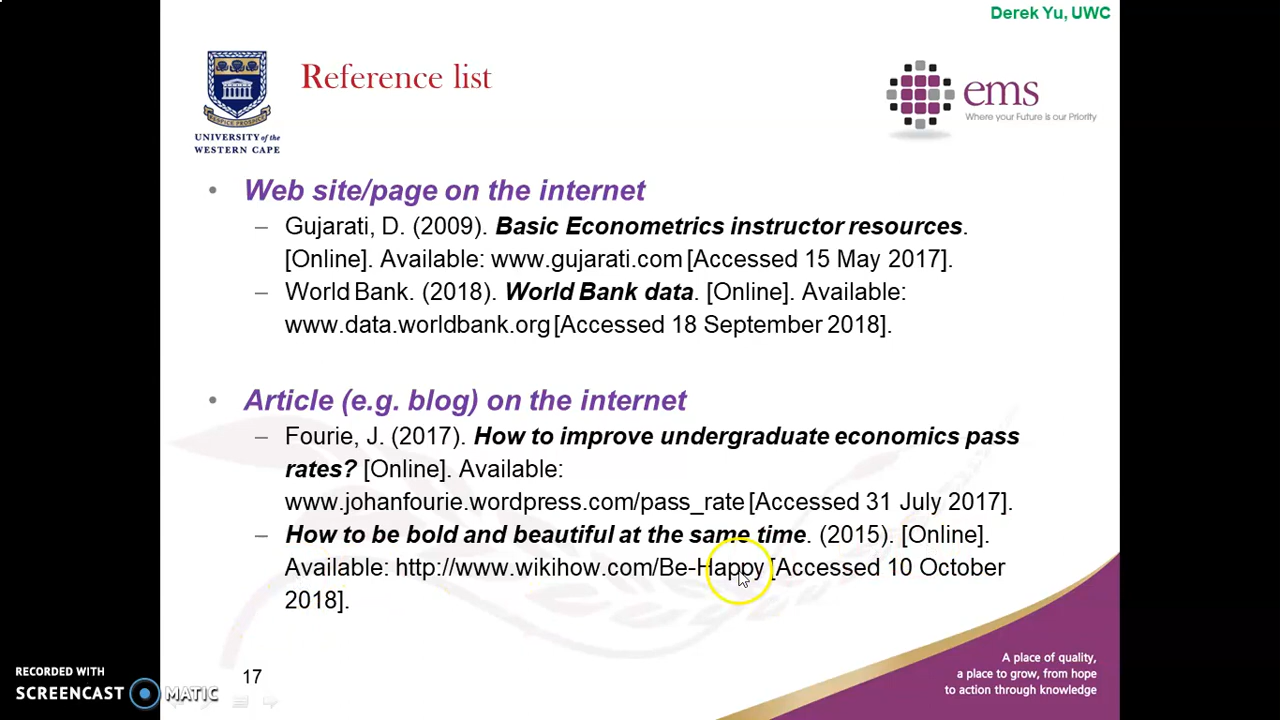 Derek Yu, UWC
UNIVERSITY of the
WESTERN CAPE
Reference list
ems
Where your Future is our Priority
• Web site/page on the internet
– Gujarati, D. (2009). Basic Econometrics instructor resources.
[Online]. Available: www.gujarati.com [Accessed 15 May 2017].
– World Bank. (2018). World Bank data. [Online]. Available:
www.data.worldbank.org [Accessed 18 September 2018].
• Article (e.g. blog) on the internet
– Fourie, J. (2017). How to improve undergraduate economics pass
rates? [Online]. Available:
www.johanfourie.wordpress.com/pass_rate [Accessed 31 July 2017].
– How to be bold and beautiful at the same time. (2015). [Online].
Available: http://www.wikihow.com/Be-Happy [Accessed 10 October
2018].
17
A place of quality,
a place to grow, from hope
to action through knowledge
RECORDED WITH
SCREENCAST MATIC